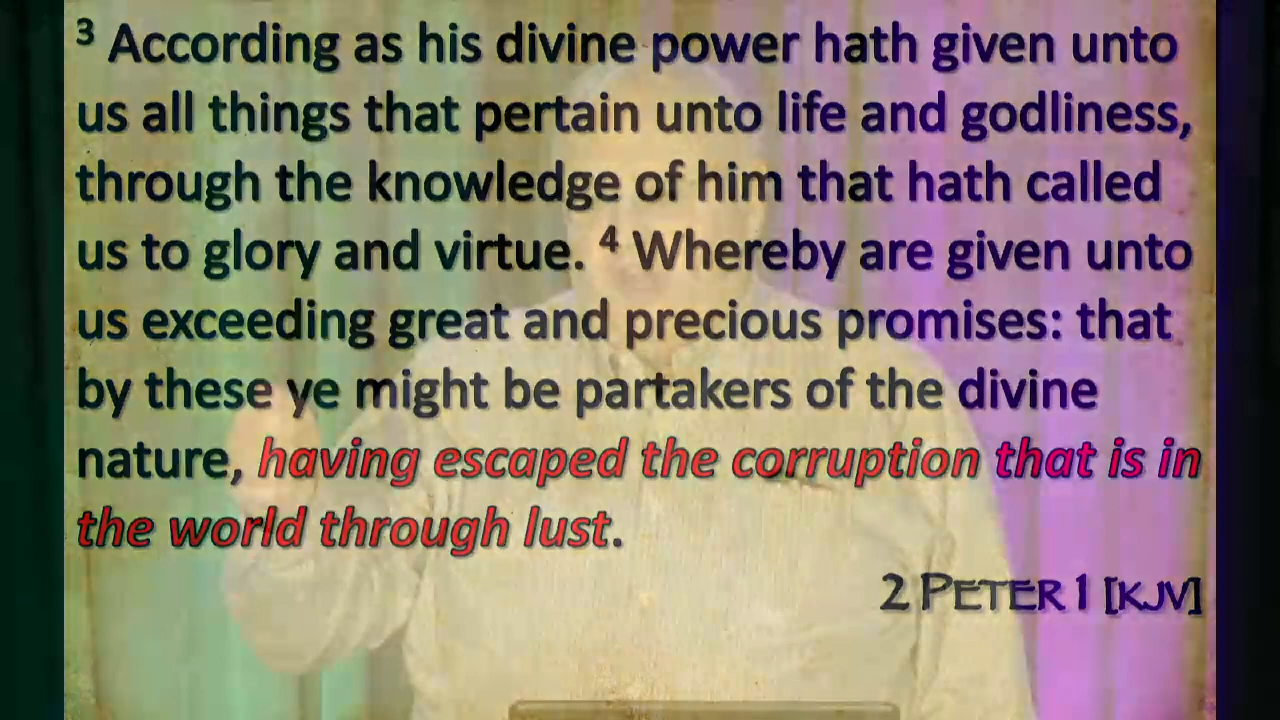 ³ According as his divine power hath given unto
us all things that pertain unto life and godliness,
through the knowledge of him that hath called
us to glory and virtue. ⁴ Whereby are given unto
us exceeding great and precious promises: that
by these ye might be partakers of the divine
nature, having escaped the corruption that is in
the world through lust.
2 PETER 1 [KJV]